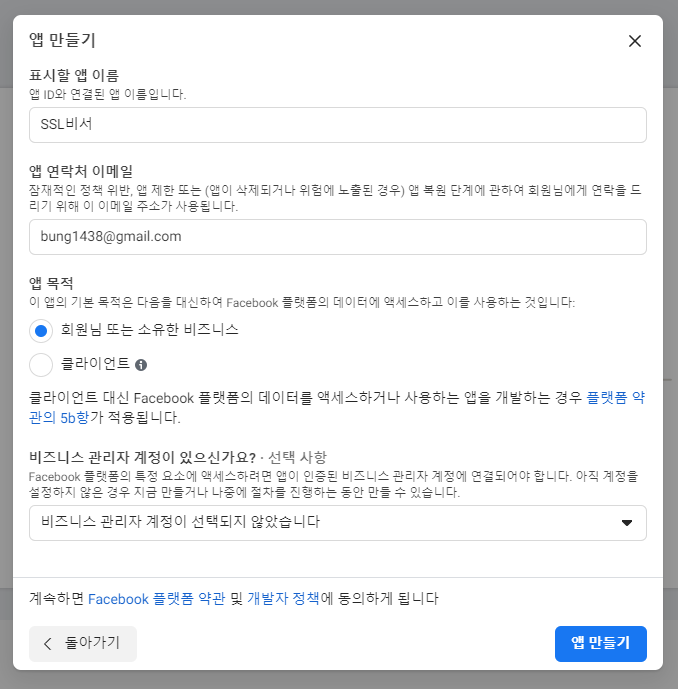 앱 만들기
표시할 앱 이름
앱 ID와 연결된 앱 이름입니다.
SSL비서
앱 연락처 이메일
잠재적인 정책 위반, 앱 제한 또는 (앱이 삭제되거나 위험에 노출된 경우) 앱 복원 단계에 관하여 회원님에게 연락을 드
리기 위해 이 이메일 주소가 사용됩니다.
bung1438@gmail.com
앱 목적
이 앱의 기본 목적은 다음을 대신하여 Facebook 플랫폼의 데이터에 액세스하고 이를 사용하는 것입니다:
회원님 또는 소유한 비즈니스
클라이언트
클라이언트 대신 Facebook 플랫폼의 데이터를 액세스하거나 사용하는 앱을 개발하는 경우 플랫폼 약
관의 5b항가 적용됩니다.
비즈니스 관리자 계정이 있으신가요? · 선택 사항
Facebook 플랫폼의 특정 요소에 액세스하려면 앱이 인증된 비즈니스 관리자 계정에 연결되어야 합니다. 아직 계정을
설정하지 않은 경우 지금 만들거나 나중에 절차를 진행하는 동안 만들 수 있습니다.
비즈니스 관리자 계정이 선택되지 않았습니다
계속하면 Facebook 플랫폼 약관 및 개발자 정책에 동의하게 됩니다
돌아가기
앱 만들기